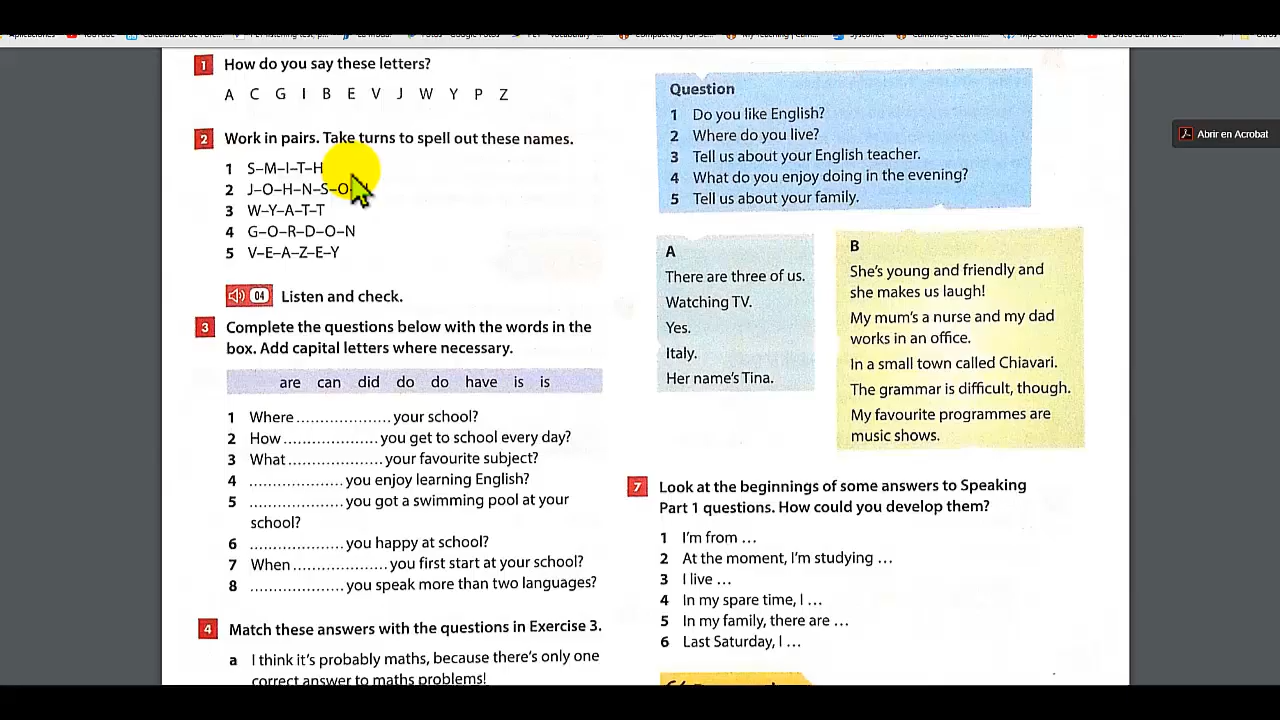 1 How do you say these letters?
A C G I B E V J W Y P Z
2 Work in pairs. Take turns to spell out these names.
1 S–M–I–T–H
2 J–O–H–N–S–O–N
3 W–Y–A–T–T
4 G–O–R–D–O–N
5 V–E–A–Z–E–Y
04 Listen and check.
3 Complete the questions below with the words in the
box. Add capital letters where necessary.
are can did do do have is is
1 Where .................... your school?
2 How .................... you get to school every day?
3 What .................... your favourite subject?
4 .................... you enjoy learning English?
5 .................... you got a swimming pool at your
school?
6 .................... you happy at school?
7 When .................... you first start at your school?
8 .................... you speak more than two languages?
4 Match these answers with the questions in Exercise 3.
a I think it's probably maths, because there's only one
correct answer to maths problems!
Question
1 Do you like English?
2 Where do you live?
3 Tell us about your English teacher.
4 What do you enjoy doing in the evening?
5 Tell us about your family.
A
There are three of us.
Watching TV.
Yes.
Italy.
Her name's Tina.
B
She's young and friendly and
she makes us laugh!
My mum's a nurse and my dad
works in an office.
In a small town called Chiavari.
The grammar is difficult, though.
My favourite programmes are
music shows.
7 Look at the beginnings of some answers to Speaking
Part 1 questions. How could you develop them?
1 I'm from …
2 At the moment, I'm studying …
3 I live …
4 In my spare time, I …
5 In my family, there are …
6 Last Saturday, I …
Abrir en Acrobat